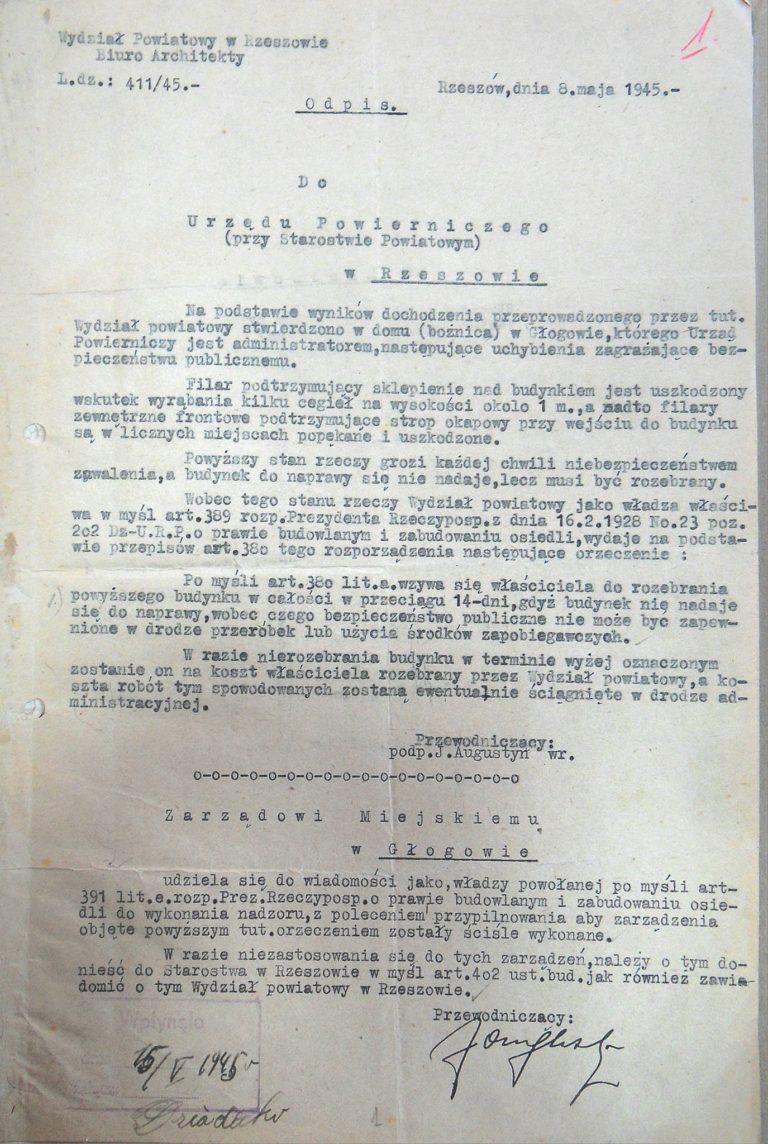 1.
Wydział Powiatowy w Rzeszowie
Biuro Architekty
L.dz.: 411/45.-
Rzeszów,dnia 8.maja 1945.-
O d p i s.
D o
U r z ę d u P o w i e r n i c z e g o
(przy Starostwie Powiatowym)
w R z e s z o w i e
Na podstawie wyników dochodzenia przeprowadzonego przez tut.
Wydział powiatowy stwierdzono w domu (bożnica) w Głogowie,którego Urząd
Powierniczy jest administratorem,następujące uchybienia zagrażające bez-
pieczeństwu publicznemu.
Filar podtrzymujący sklepienie nad budynkiem jest uszkodzony
wskutek wyrąbania kilku cegieł na wysokości około 1 m.,a nadto filary
zewnętrzne frontowe podtrzymujące strop okapowy przy wejściu do budynku
są w licznych miejscach popękane i uszkodzone.
Powyższy stan rzeczy grozi każdej chwili niebezpieczeństwem
zawalenia,a budynek do naprawy się nie nadaje,lecz musi być rozebrany.
Wobec tego stanu rzeczy Wydział powiatowy jako władza właści-
wa w myśl art.389 rozp.Prezydenta Rzeczyposp.z dnia 16.2.1928 No.23 poz.
2o2 Dz-U.R.P.o prawie budowlanym i zabudowaniu osiedli,wydaje na podsta-
wie przepisów art.38o tego rozporządzenia następujące orzeczenie :
1) Po myśli art.38o lit.a.wzywa się właściciela do rozebrania
powyższego budynku w całości w przeciągu 14-dni,gdyż budynek nie nadaje
się do naprawy,wobec czego bezpieczeństwo publiczne nie może być zapew-
nione w drodze przeróbek lub użycia środków zapobiegawczych.
W razie nierozebrania budynku w terminie wyżej oznaczonym
zostanie on na koszt właściciela rozebrany przez Wydział powiatowy,a ko-
szta robót tym spowodowanych zostaną ewentualnie ściągnięte w drodze ad-
ministracyjnej.
Przewodniczący:
podp.J.Augustyn wr.
o-o-o-o-o-o-o-o-o-o-o-o-o-o-o-o-o-o
Z a r z ą d o w i M i e j s k i e m u
w G ł o g o w i e
udziela się do wiadomości jako,władzy powołanej po myśli art-
391 lit.e.rozp.Prez.Rzeczyposp.o prawie budowlanym i zabudowaniu osie-
dli do wykonania nadzoru,z poleceniem przypilnowania aby zarządzenia
objęte powyższym tut.orzeczeniem zostały ściśle wykonane.
W razie niezastosowania się do tych zarządzeń,należy o tym do-
nieść do Starostwa w Rzeszowie w myśl art.4o2 ust.bud.jak również zawia-
domić o tym Wydział powiatowy w Rzeszowie.
Przewodniczący:
Wpłynęło
15/V 1945
1